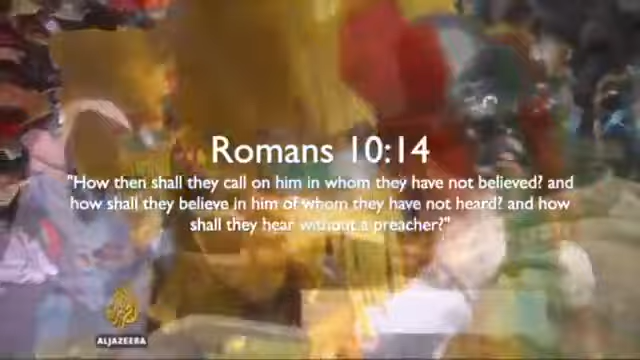 Romans 10:14
"How then shall they call on him in whom they have not believed? and
how shall they believe in him of whom they have not heard? and how
shall they hear without a preacher?"
ALJAZEERA